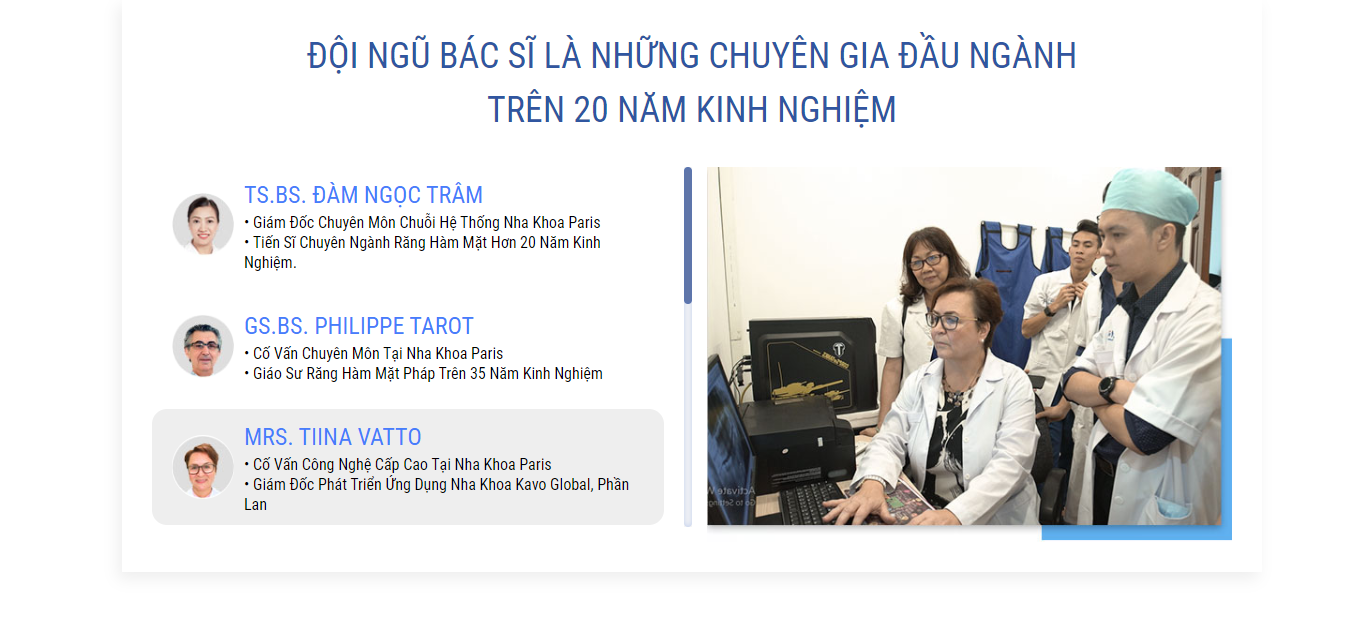 ĐỘI NGŨ BÁC SĨ LÀ NHỮNG CHUYÊN GIA ĐẦU NGÀNH
TRÊN 20 NĂM KINH NGHIỆM
TS.BS. ĐÀM NGỌC TRÂM
• Giám Đốc Chuyên Môn Chuỗi Hệ Thống Nha Khoa Paris
• Tiến Sĩ Chuyên Ngành Răng Hàm Mặt Hơn 20 Năm Kinh
Nghiệm.
GS.BS. PHILIPPE TAROT
• Cố Vấn Chuyên Môn Tại Nha Khoa Paris
• Giáo Sư Răng Hàm Mặt Pháp Trên 35 Năm Kinh Nghiệm
MRS. TIINA VATTO
• Cố Vấn Công Nghệ Cấp Cao Tại Nha Khoa Paris
• Giám Đốc Phát Triển Ứng Dụng Nha Khoa Kavo Global, Phần
Lan